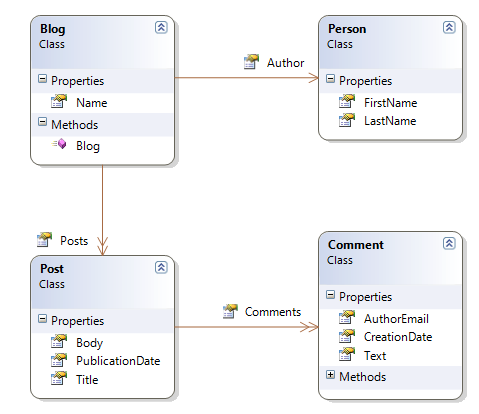 Blog
Class
Properties
Name
Methods
Blog
Author
Person
Class
Properties
FirstName
LastName
Posts
Post
Class
Properties
Body
PublicationDate
Title
Comments
Comment
Class
Properties
AuthorEmail
CreationDate
Text
Methods